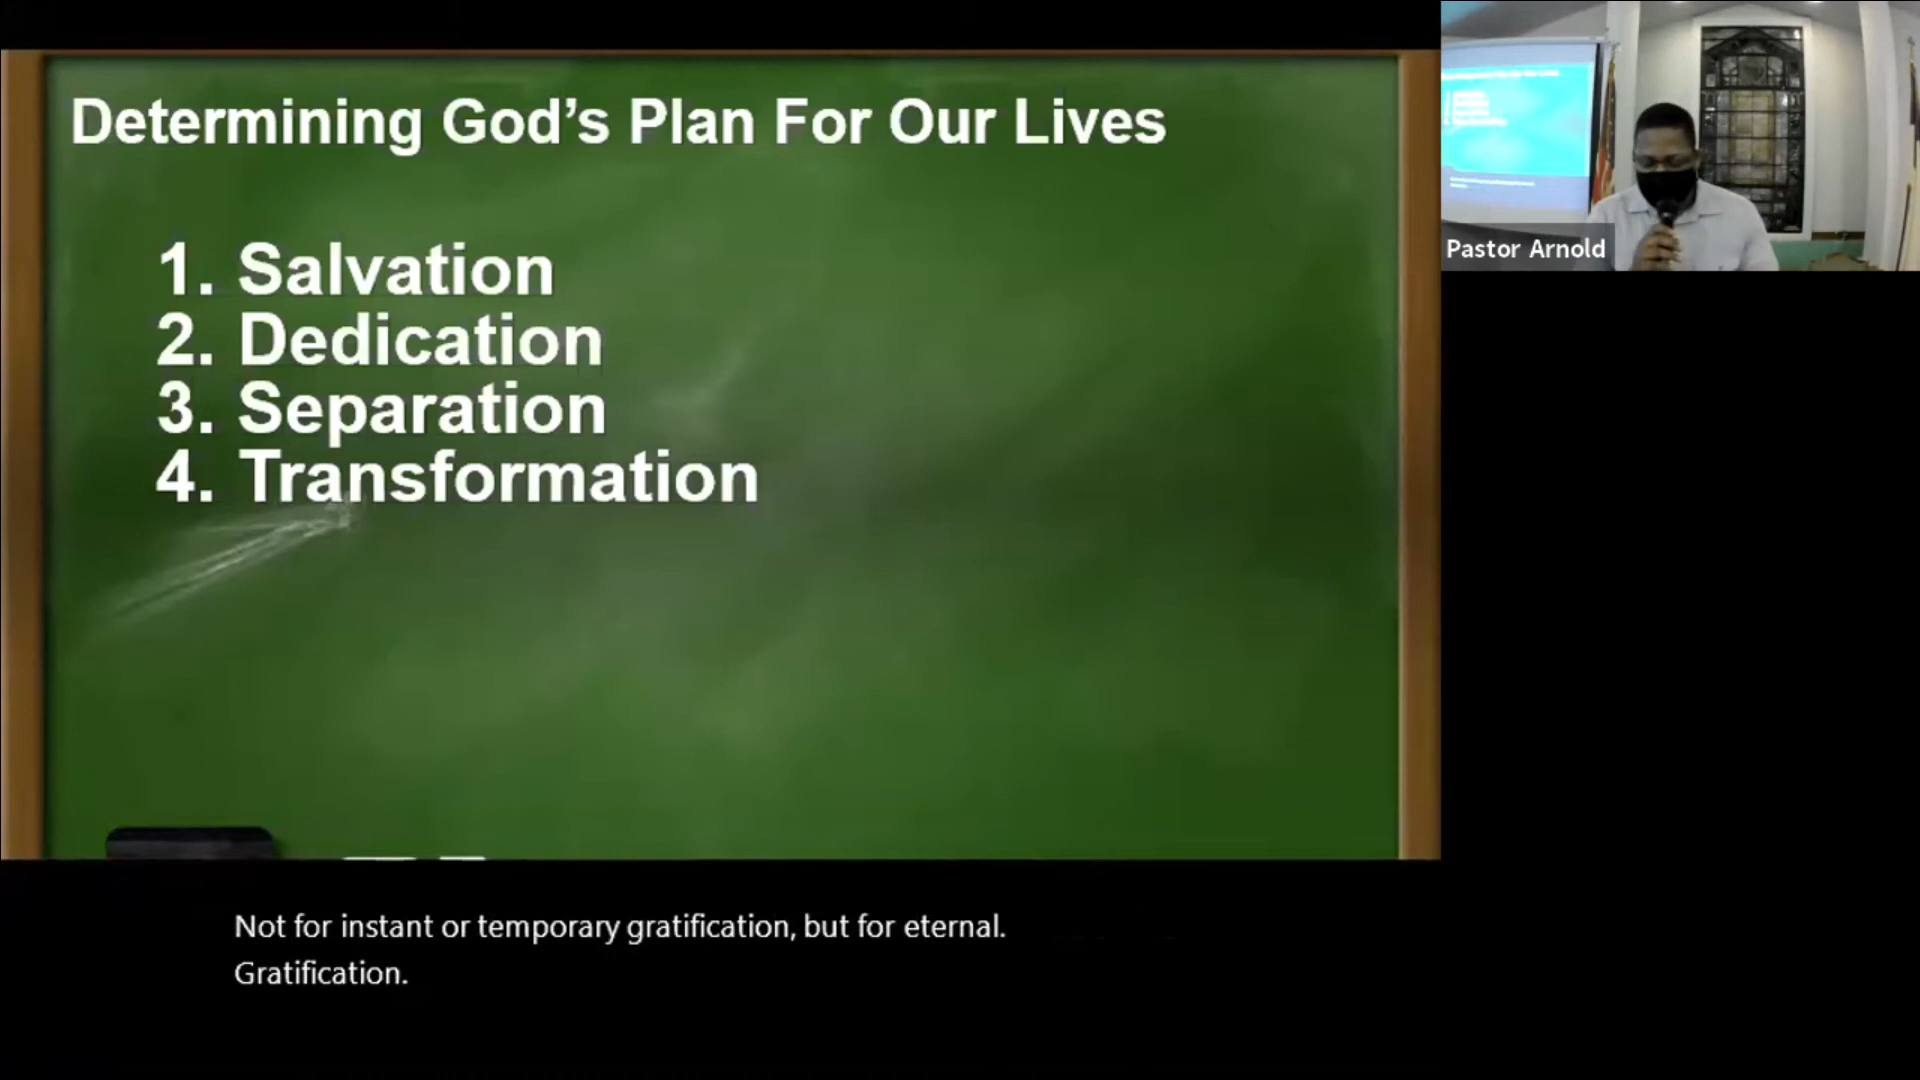 Determining God’s Plan For Our Lives
1. Salvation
2. Dedication
3. Separation
4. Transformation
Pastor Arnold
Not for instant or temporary gratification, but for eternal.
Gratification.